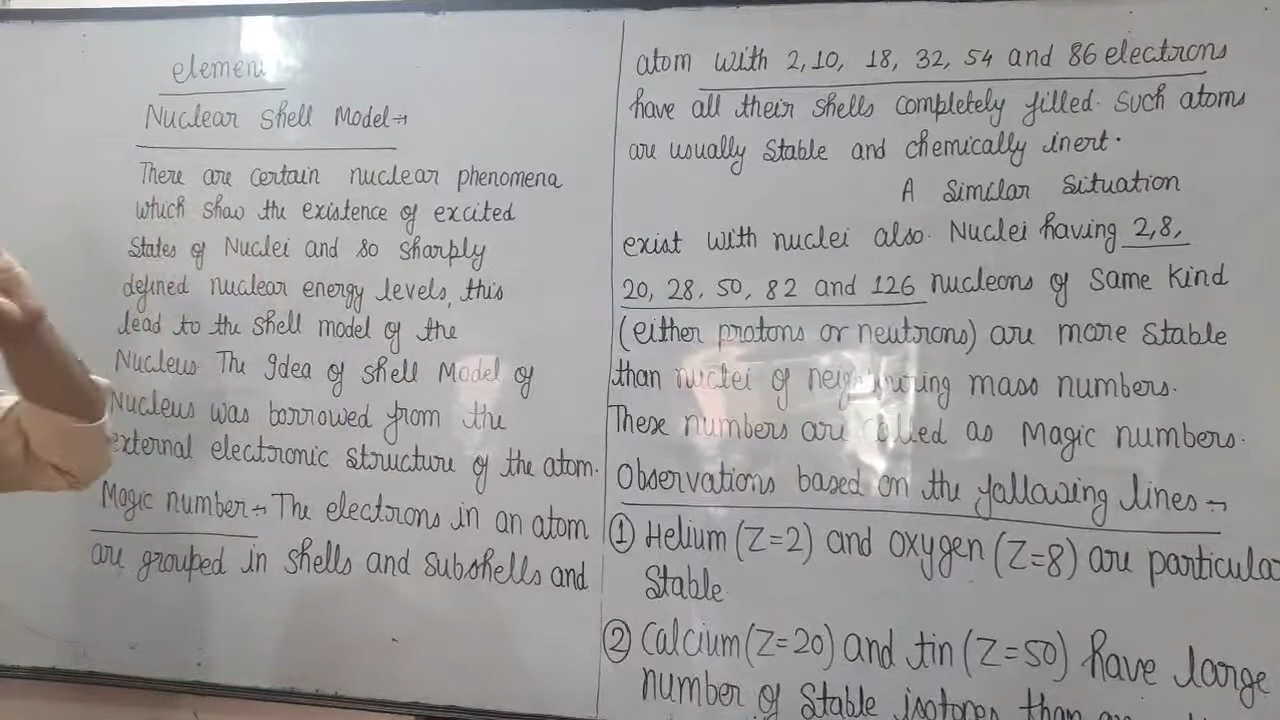 element
Nuclear Shell Model→
There are certain nuclear phenomena
which show the existence of excited
States of Nuclei and so sharply
defined nuclear energy levels, this
lead to the shell model of the
Nucleus. The Idea of shell Model of
Nucleus was borrowed from the
external electronic structure of the atom.
Magic number→ The electrons in an atom
are grouped in shells and subshells and
atom with 2, 10, 18, 32, 54 and 86 electrons
have all their shells completely filled. Such atoms
are usually stable and chemically inert.
A Similar Situation
exist with nuclei also. Nuclei having 2, 8,
20, 28, 50, 82 and 126 nucleons of same kind
(either protons or neutrons) are more stable
than nuclei of neighbouring mass numbers.
These numbers are called as Magic numbers.
Observations based on the following lines→
① Helium (Z=2) and oxygen (Z=8) are particula
Stable
② Calcium (Z=20) and tin (Z=50) have large
number of stable isotopes than